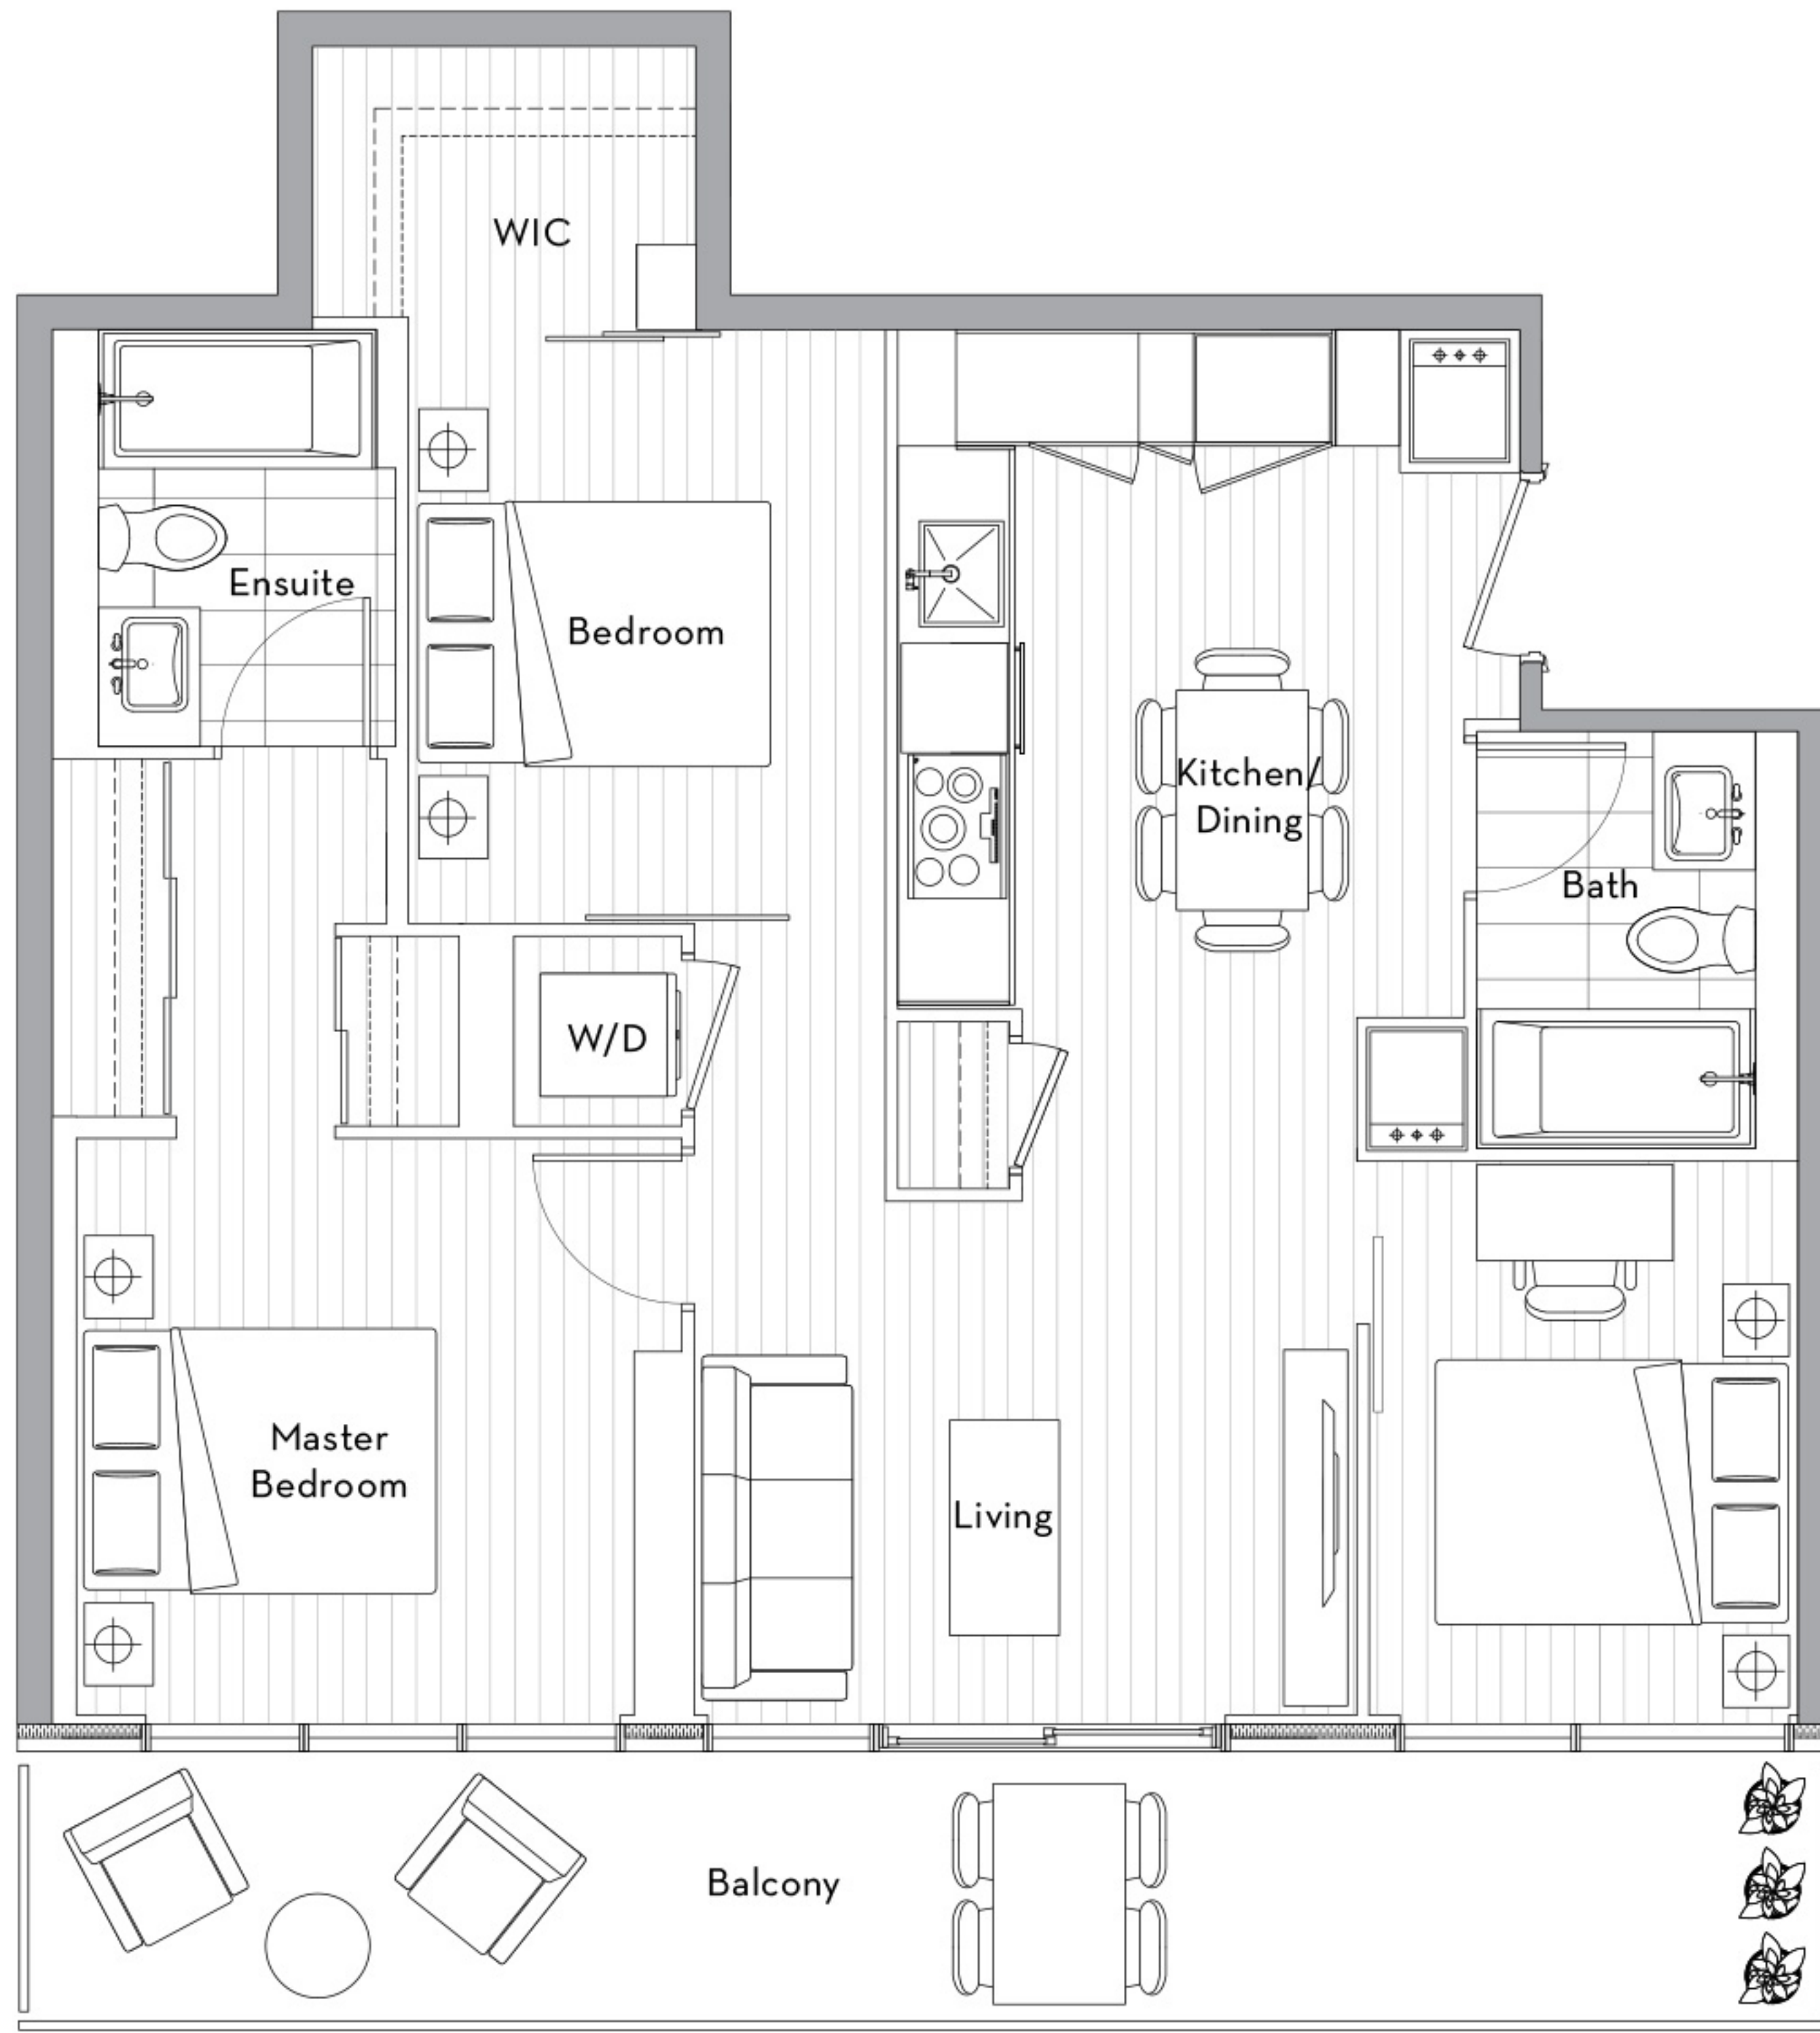 WIC
Ensuite
Bedroom
Kitchen/
Dining
Bath
W/D
Master
Bedroom
Living
Balcony